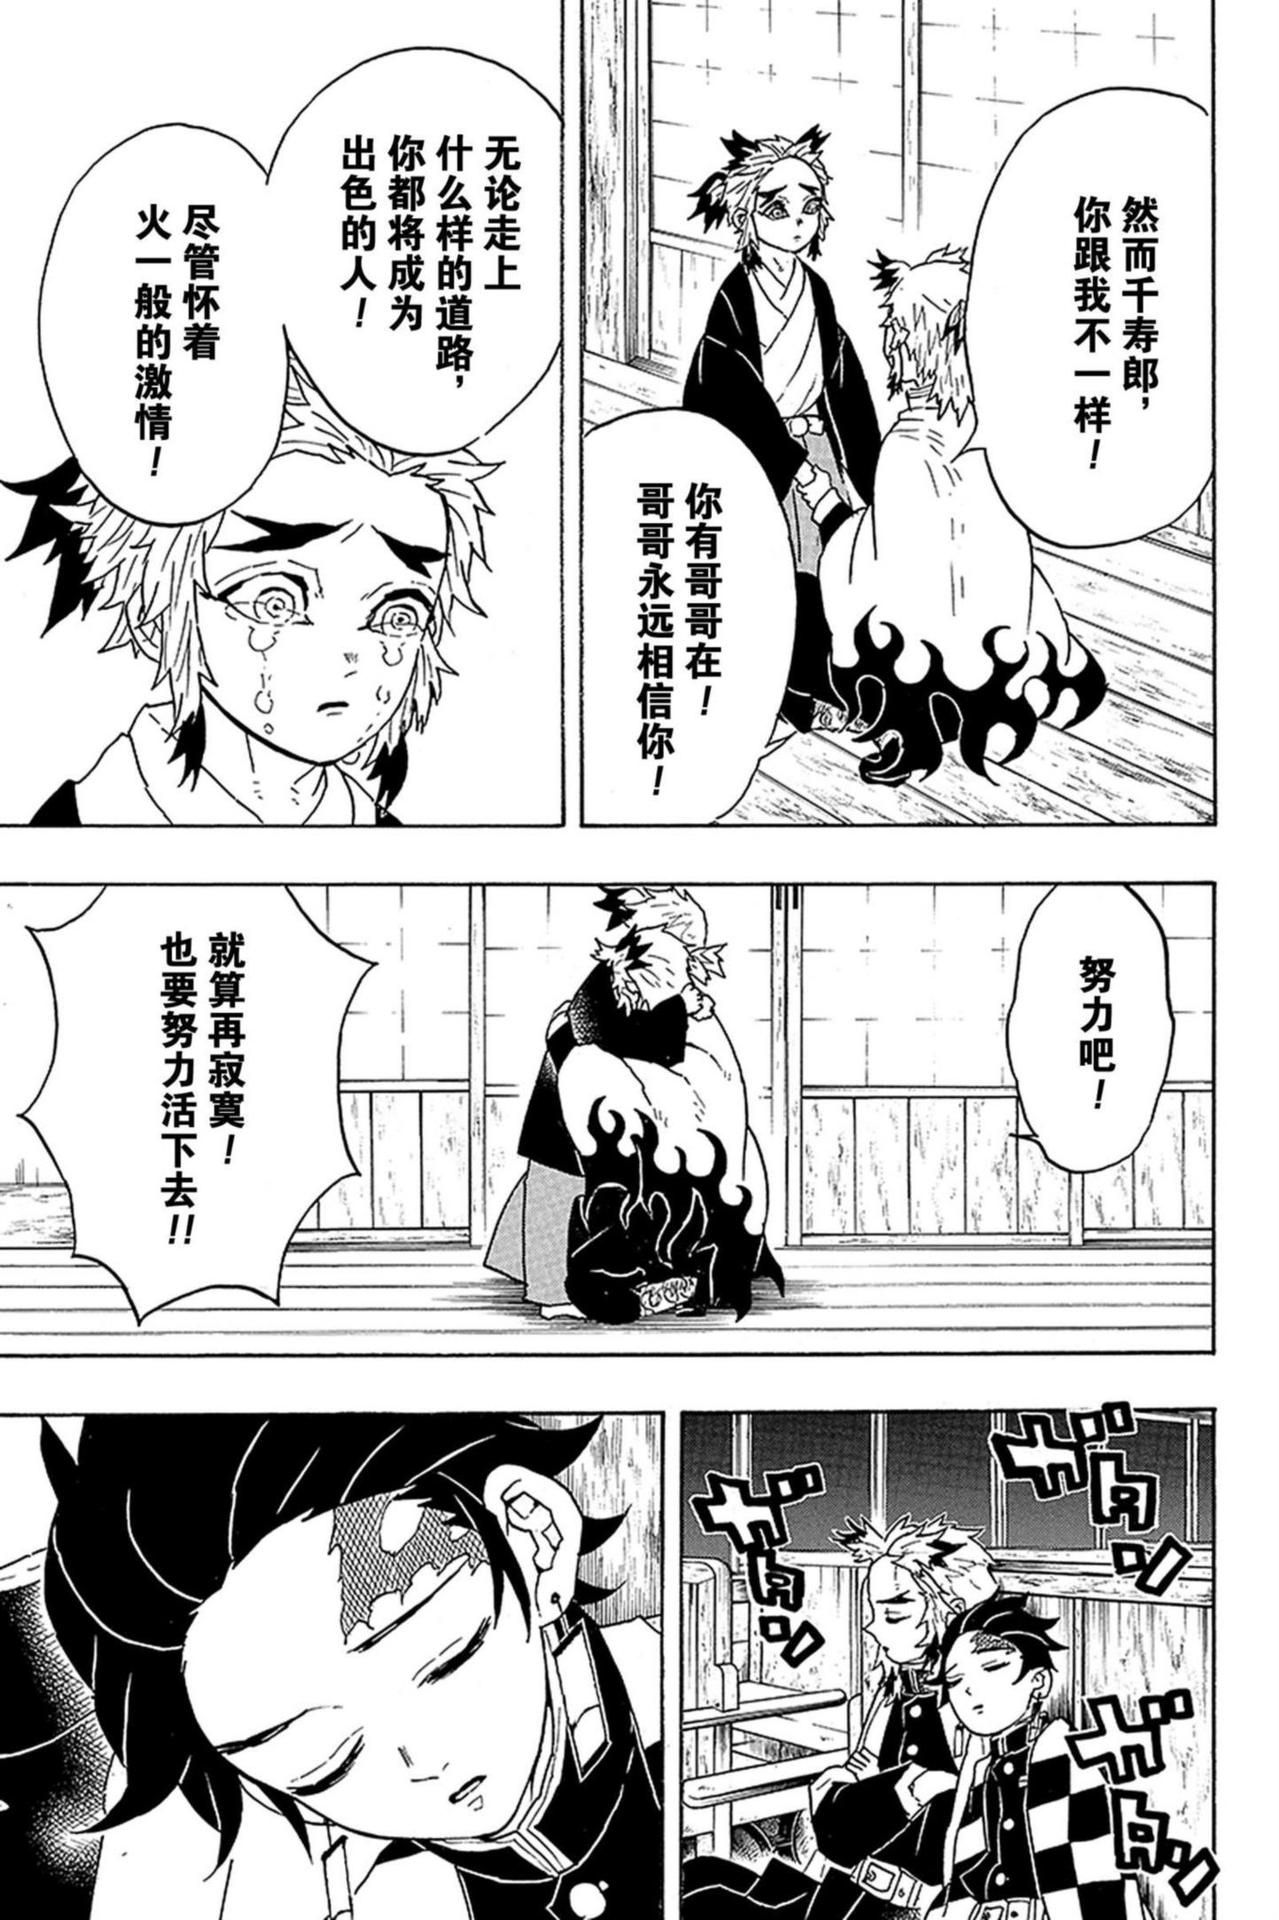 然而千寿郎，
你跟我不一样！
你有哥哥在！
哥哥永远相信你！
无论走上
什么样的道路，
你都将成为
出色的人！
尽管怀着
火一般的激情！
努力吧！
就算再寂寞！
也要努力活下去!!